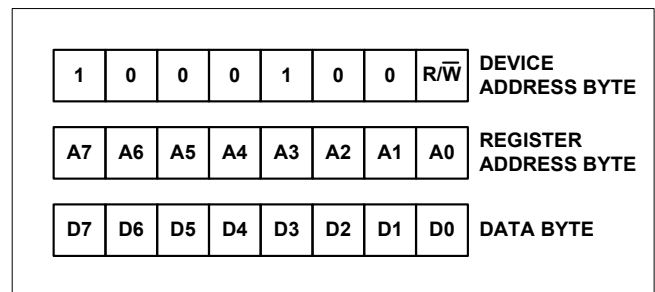 1 0 0 0 1 0 0 R/W̅ DEVICE
ADDRESS BYTE
A7 A6 A5 A4 A3 A2 A1 A0 REGISTER
ADDRESS BYTE
D7 D6 D5 D4 D3 D2 D1 D0 DATA BYTE